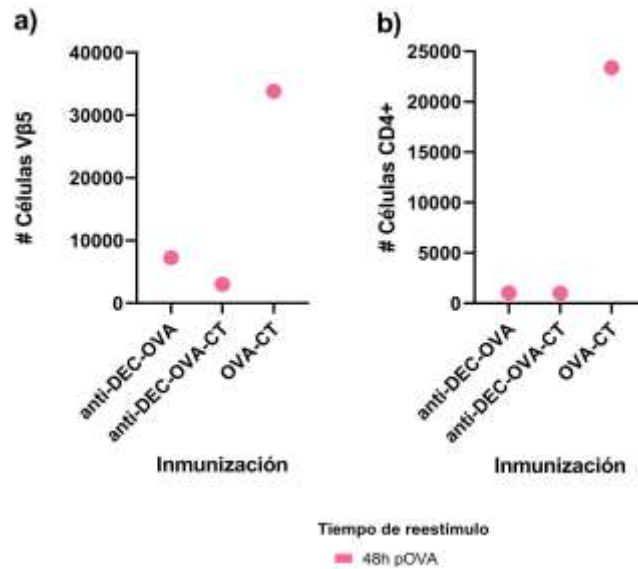 a)
# Células Vβ5
40000
30000
20000
10000
0
anti-DEC-OVA
anti-DEC-OVA-CT
OVA-CT
Inmunización
b)
# Células CD4+
25000
20000
15000
10000
5000
0
anti-DEC-OVA
anti-DEC-OVA-CT
OVA-CT
Inmunización
Tiempo de reestímulo
48h pOVA